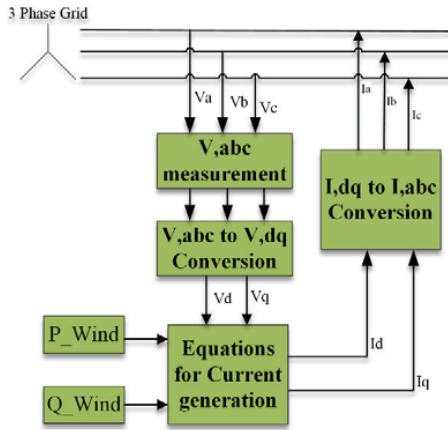 3 Phase Grid
Va
Vb
Vc
Ia
Ib
Ic
V,abc
measurement
I,dq to I,abc
Conversion
V,abc to V,dq
Conversion
Vd
Vq
P_Wind
Equations
for Current
generation
Id
Iq
Q_Wind